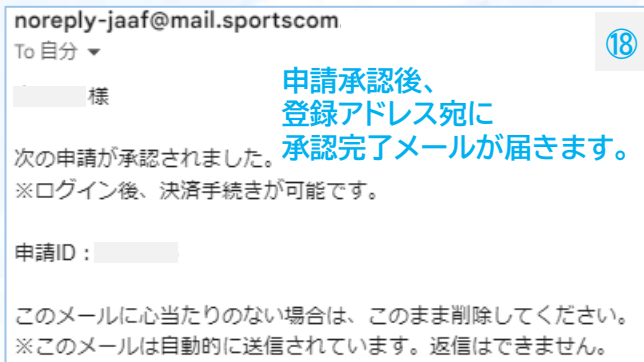 noreply-jaaf@mail.sportscom.
To 自分
⑱
様
申請承認後、
登録アドレス宛に
承認完了メールが届きます。
次の申請が承認されました。
※ログイン後、決済手続きが可能です。
申請ID：
このメールに心当たりのない場合は、このまま削除してください。
※このメールは自動的に送信されています。返信はできません。